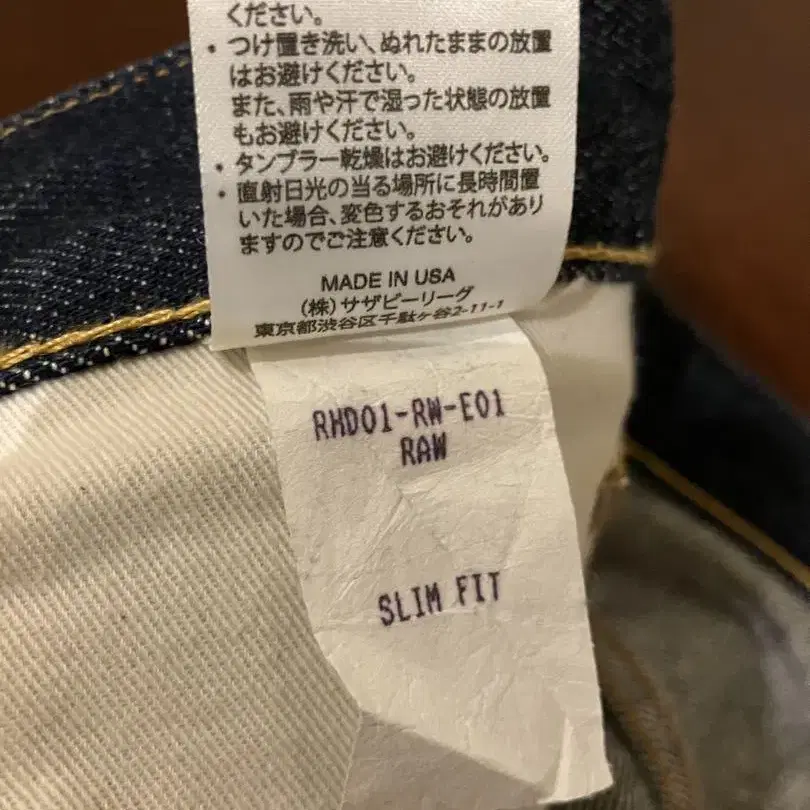 ください。
・つけ置き洗い、ぬれたままの放置
はお避けください。
また、雨や汗で湿った状態の放置
もお避けください。
・タンブラー乾燥はお避けください。
・直射日光の当る場所に長時間置
いた場合、変色するおそれがあり
ますのでご注意ください。
MADE IN USA
(株)サザビーリーグ
東京都渋谷区千駄ヶ谷2-11-1
RHD01-RW-E01
RAW
SLIM FIT